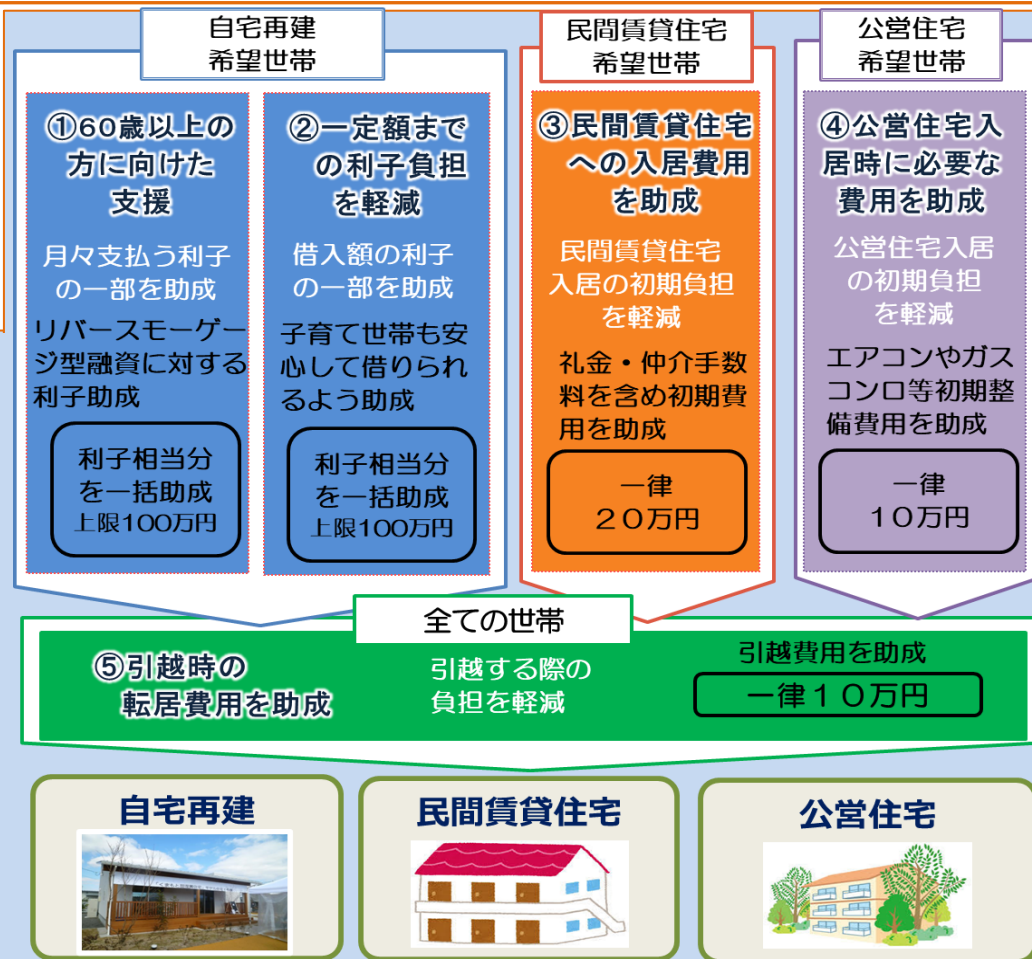 自宅再建
希望世帯
①60歳以上の
方に向けた
支援
月々支払う利子
の一部を助成
リバースモーゲー
ジ型融資に対する
利子助成
利子相当分
を一括助成
上限100万円
②一定額まで
の利子負担
を軽減
借入額の利子
の一部を助成
子育て世帯も安
心して借りられ
るよう助成
利子相当分
を一括助成
上限100万円
民間賃貸住宅
希望世帯
③民間賃貸住宅
への入居費用
を助成
民間賃貸住宅
入居の初期負担
を軽減
礼金・仲介手数
料を含め初期費
用を助成
一律
２０万円
公営住宅
希望世帯
④公営住宅入
居時に必要な
費用を助成
公営住宅入居
の初期負担
を軽減
エアコンやガス
コンロ等初期整
備費用を助成
一律
１０万円
全ての世帯
⑤引越時の
転居費用を助成
引越する際の
負担を軽減
引越費用を助成
一律１０万円
自宅再建
民間賃貸住宅
公営住宅